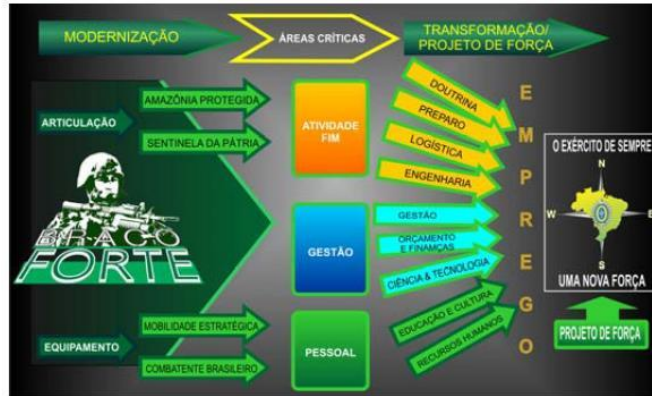 MODERNIZAÇÃO
ÁREAS CRÍTICAS
TRANSFORMAÇÃO/
PROJETO DE FORÇA
ARTICULAÇÃO
AMAZÔNIA PROTEGIDA
SENTINELA DA PÁTRIA
BRAÇO
FORTE
EQUIPAMENTO
MOBILIDADE ESTRATÉGICA
COMBATENTE BRASILEIRO
ATIVIDADE
FIM
GESTÃO
PESSOAL
DOUTRINA
PREPARO
LOGÍSTICA
ENGENHARIA
GESTÃO
ORÇAMENTO
E FINAMÇAS
CIÊNCIA & TECNOLOGIA
EDUCAÇÃO E CULTURA
RECURSOS HUMANOS
E
M
P
R
E
G
O
O EXÉRCITO DE SEMPRE
N
W
E
S
UMA NOVA FORÇA
PROJETO DE FORÇA